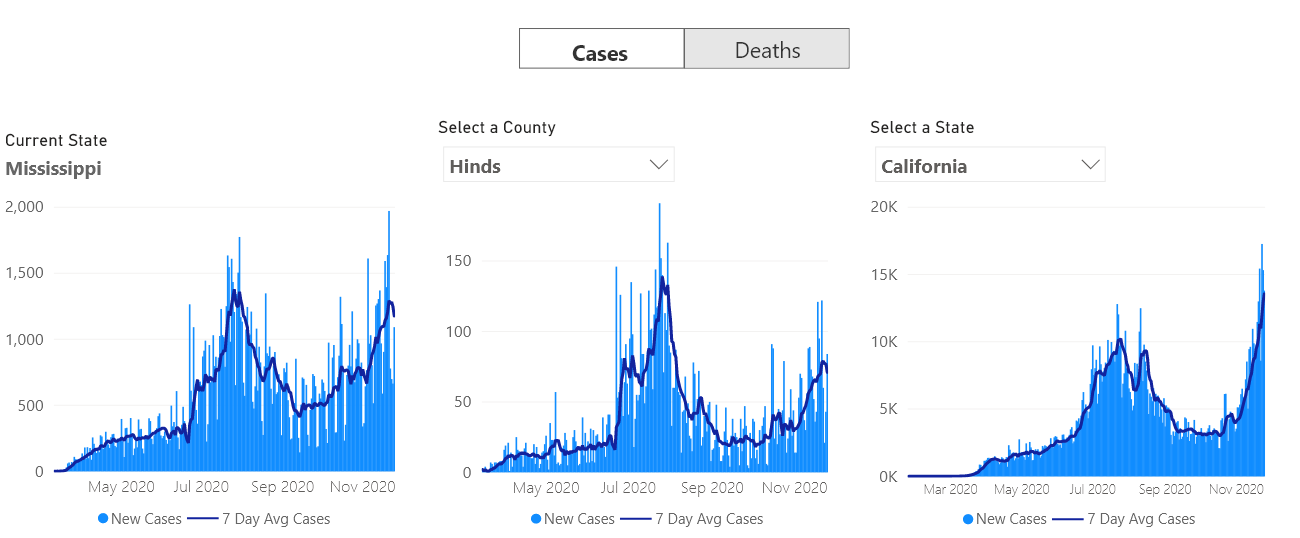 Cases Deaths
Current State
Mississippi
2,000
1,500
1,000
500
0
May 2020 Jul 2020 Sep 2020 Nov 2020
New Cases 7 Day Avg Cases
Select a County
Hinds
150
100
50
0
May 2020 Jul 2020 Sep 2020 Nov 2020
New Cases 7 Day Avg Cases
Select a State
California
20K
15K
10K
5K
0K
Mar 2020 May 2020 Jul 2020 Sep 2020 Nov 2020
New Cases 7 Day Avg Cases